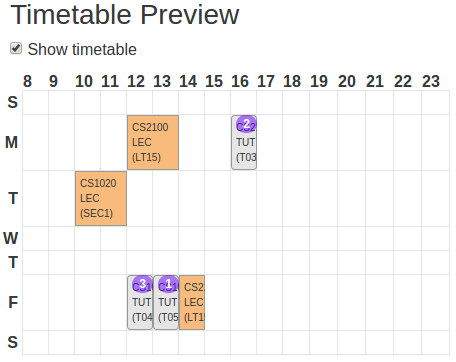 Timetable Preview
Show timetable
8 9 10 11 12 13 14 15 16 17 18 19 20 21 22 23
S
M
CS2100
LEC
(LT15)
2
TUT
(T03
T
CS1020
LEC
(SEC1)
W
T
F
3
TUT
(T04
1
TUT
(T05
CS2
LEC
(LT15
S